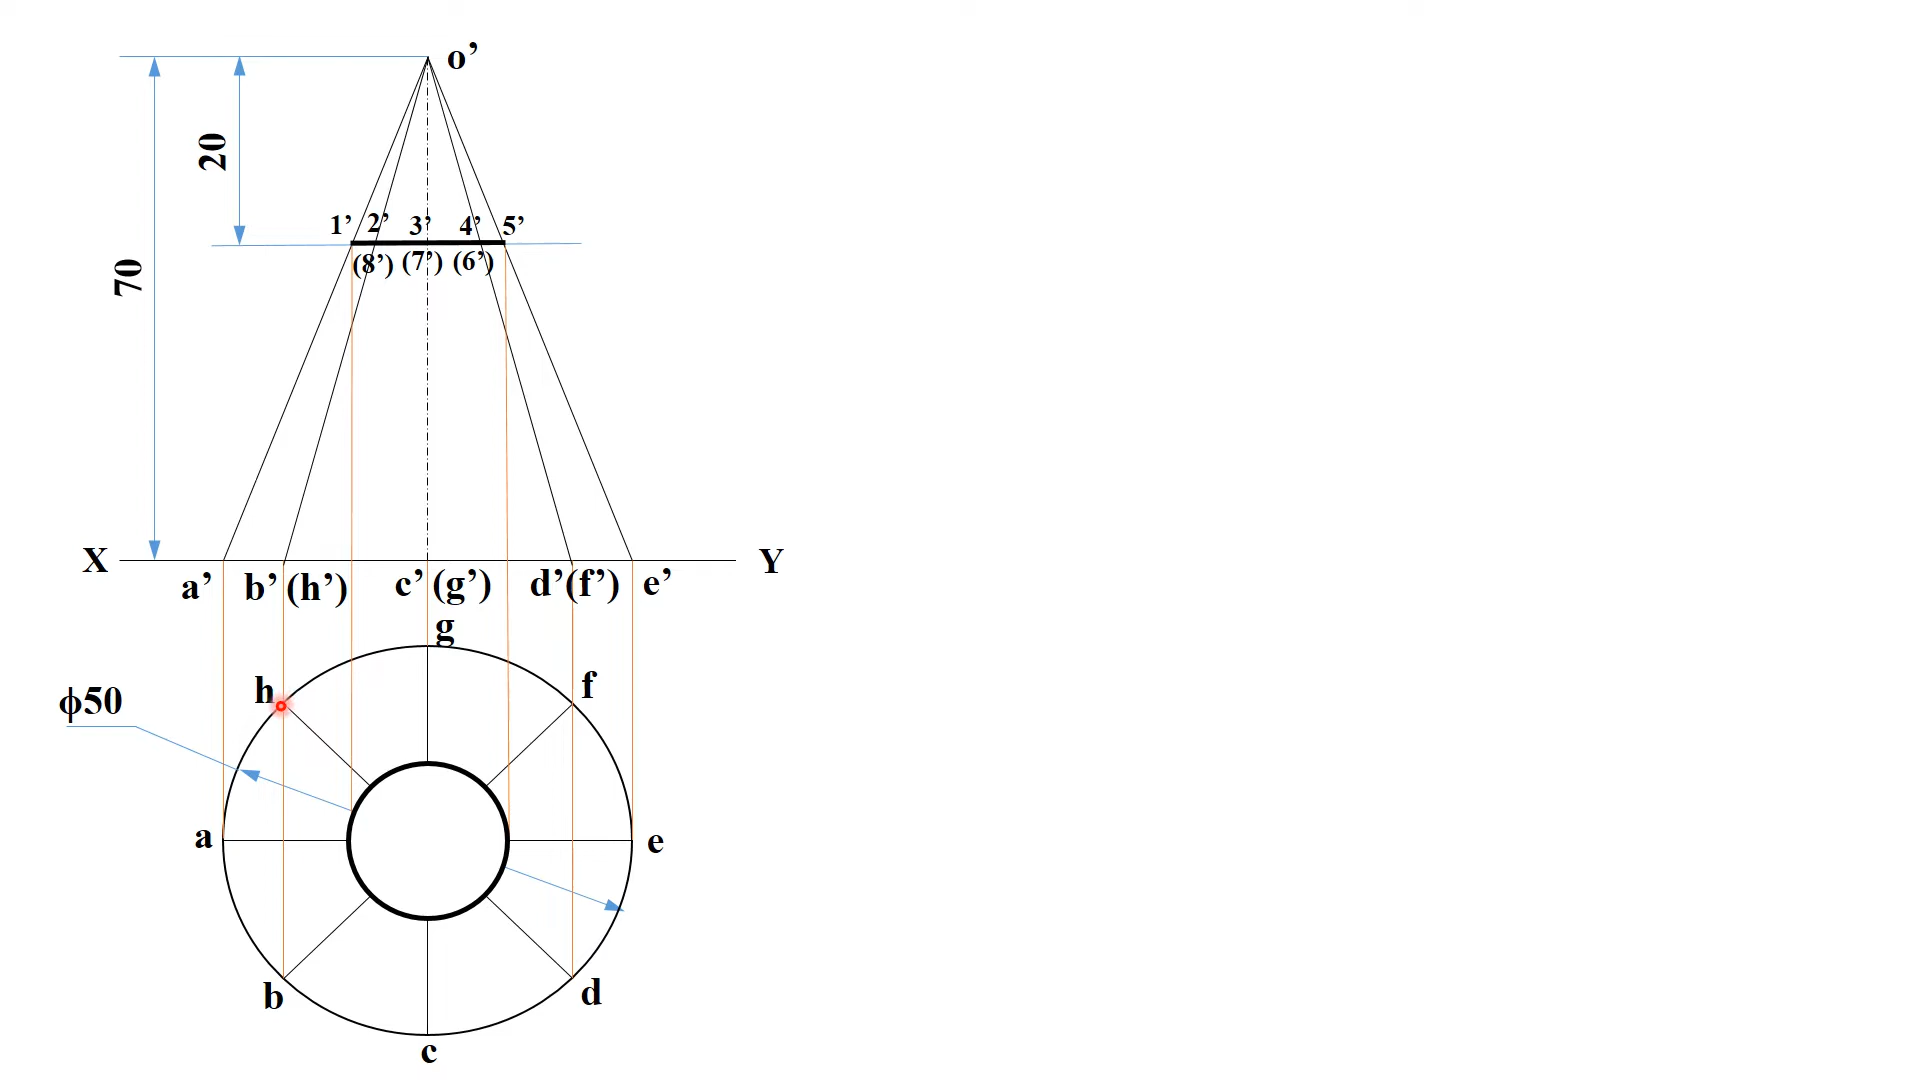 o’
20
1’ 2’ 3’ 4’ 5’
(8’) (7’) (6’)
70
X Y
a’ b’ (h’) c’ (g’) d’(f’) e’
g
h f
ϕ50
a e
b d
c